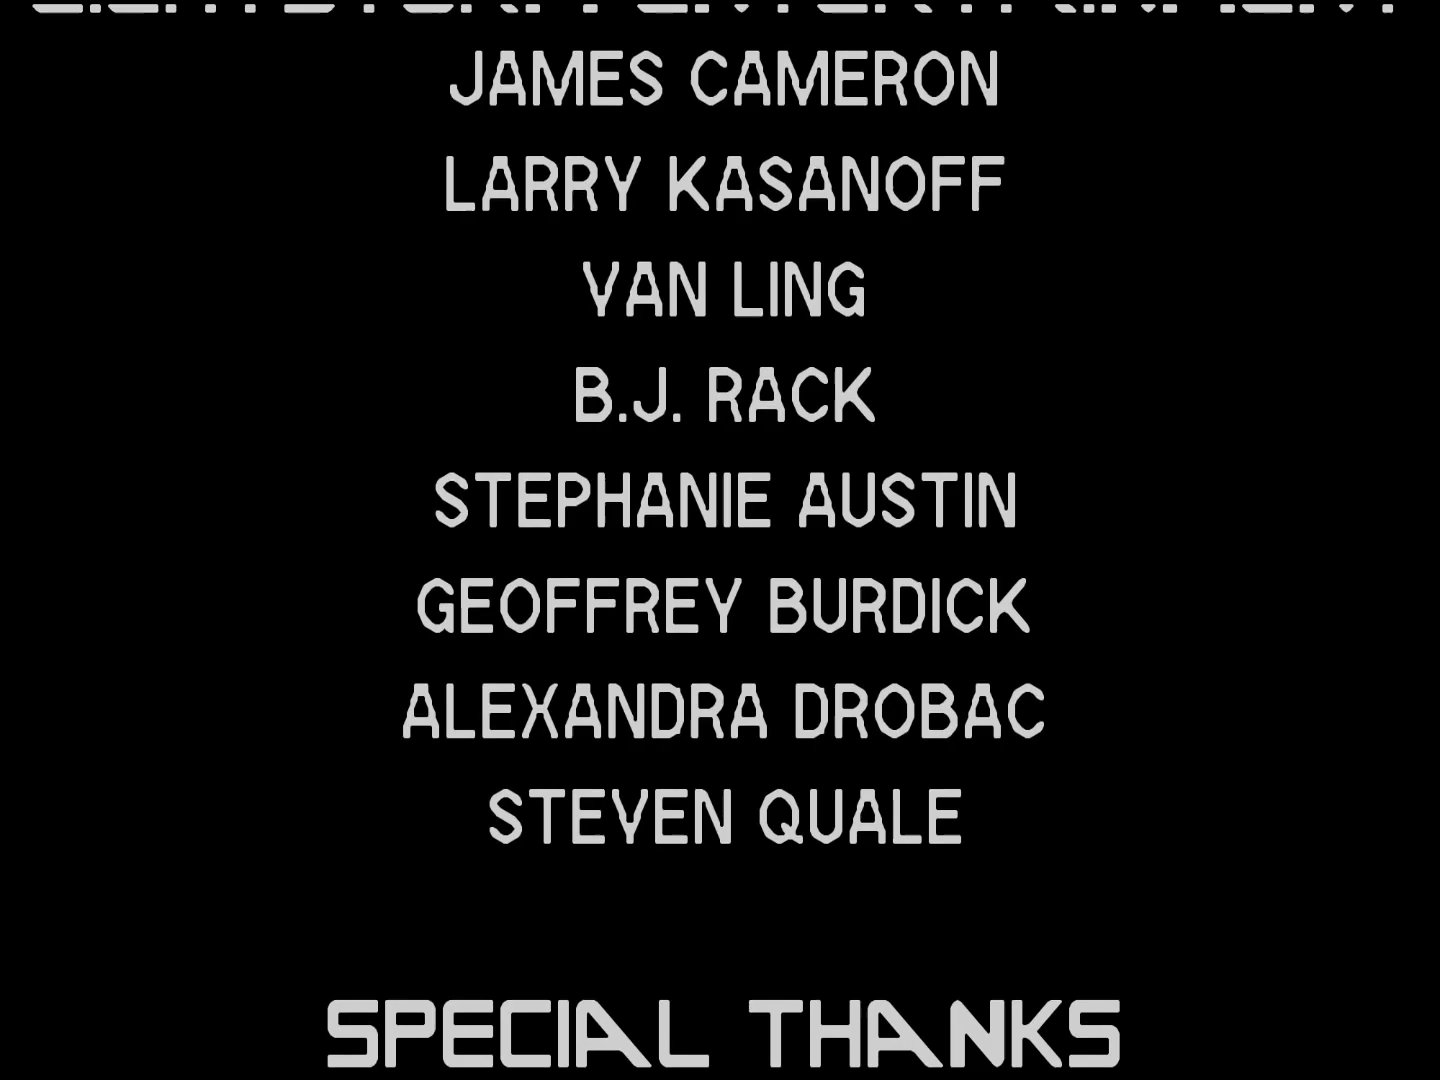 JAMES CAMERON
LARRY KASANOFF
VAN LING
B.J. RACK
STEPHANIE AUSTIN
GEOFFREY BURDICK
ALEXANDRA DROBAC
STEVEN QUALE
SPECIAL THANKS